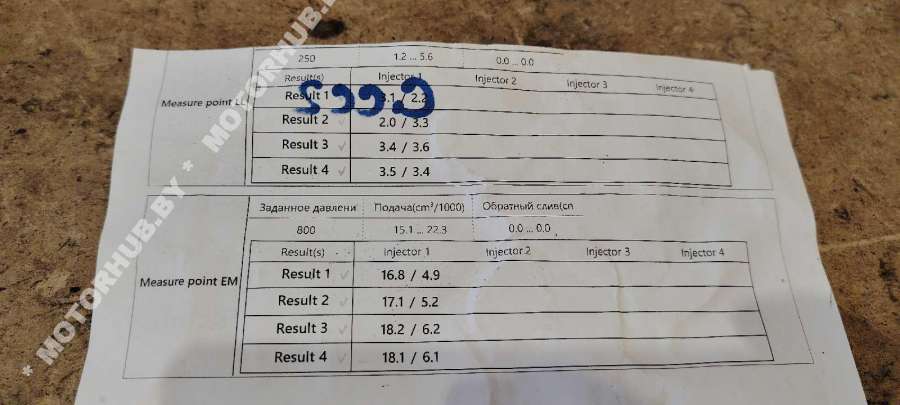 250 1.2 ... 5.6 0.0 ... 0.0
Result(s) Injector 1 Injector 2 Injector 3 Injector 4
Measure point
Result 1 3.1 / 2.2
Result 2 2.0 / 3.3
Result 3 3.4 / 3.6
Result 4 3.5 / 3.4
Заданное давлени Подача(cm³/1000) Обратный слив(сп
800 15.1 ... 22.3 0.0 ... 0.0
Result(s) Injector 1 Injector 2 Injector 3 Injector 4
Measure point EM
Result 1 16.8 / 4.9
Result 2 17.1 / 5.2
Result 3 18.2 / 6.2
Result 4 18.1 / 6.1
* MOTORHUB.BY * MOTORHUB.BY